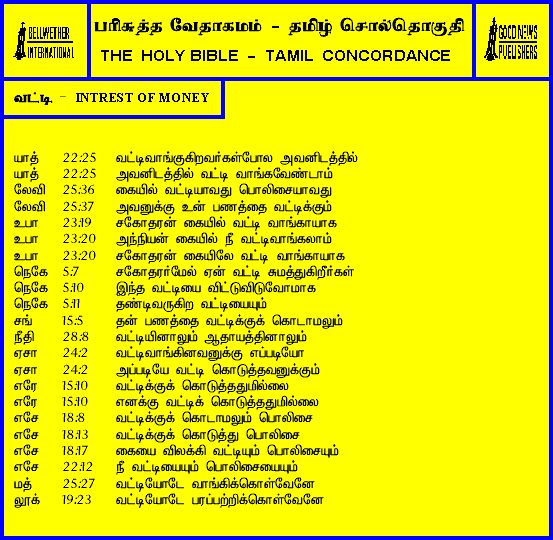 BELLWETHER INTERNATIONAL
பரிசுத்த வேதாகமம் - தமிழ் சொல்தொகுதி
THE HOLY BIBLE - TAMIL CONCORDANCE
GOOD NEWS PUBLISHERS
வட்டி - INTREST OF MONEY
யாத் 22:25 வட்டிவாங்குகிறவர்கள்போல அவனிடத்தில்
யாத் 22:25 அவனிடத்தில் வட்டி வாங்கவேண்டாம்
லேவி 25:36 கையில் வட்டியாவது பொலிசையாவது
லேவி 25:37 அவனுக்கு உன் பணத்தை வட்டிக்கும்
உபா 23:19 சகோதரன் கையில் வட்டி வாங்காயாக
உபா 23:20 அந்நியன் கையில் நீ வட்டிவாங்கலாம்
உபா 23:20 சகோதரன் கையிலே வட்டி வாங்காயாக
நெகே 5:7 சகோதரர்மேல் ஏன் வட்டி சுமத்துகிறீர்கள்
நெகே 5:10 இந்த வட்டியை விட்டுவிடுவோமாக
நெகே 5:11 தண்டிவருகிற வட்டியையும்
சங் 15:5 தன் பணத்தை வட்டிக்குக் கொடாமலும்
நீதி 28:8 வட்டியினாலும் ஆதாயத்தினாலும்
ஏசா 24:2 வட்டிவாங்கினவனுக்கு எப்படியோ
ஏசா 24:2 அப்படியே வட்டி கொடுத்தவனுக்கும்
எரே 15:10 வட்டிக்குக் கொடுத்ததுமில்லை
எரே 15:10 எனக்கு வட்டிக் கொடுத்ததுமில்லை
எசே 18:8 வட்டிக்குக் கொடாமலும் பொலிசை
எசே 18:13 வட்டிக்குக் கொடுத்து பொலிசை
எசே 18:17 கையை விலக்கி வட்டியும் பொலிசையும்
எசே 22:12 நீ வட்டியையும் பொலிசையையும்
மத் 25:27 வட்டியோடே வாங்கிக்கொள்வேனே
லூக் 19:23 வட்டியோடே பரப்பற்றிக்கொள்வேனே